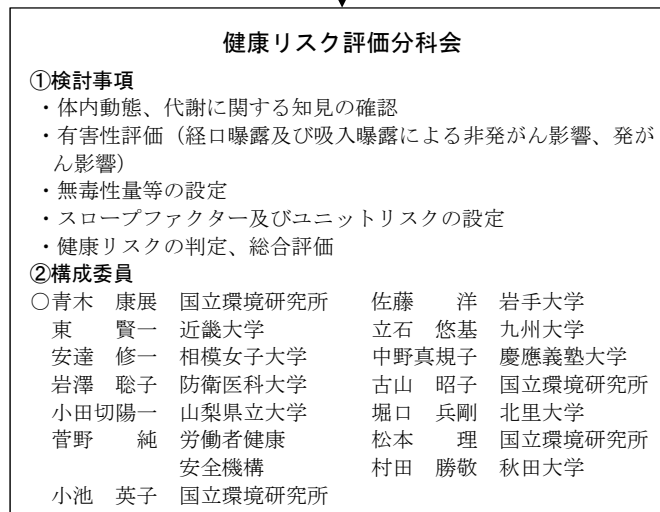 健康リスク評価分科会
①検討事項
・体内動態、代謝に関する知見の確認
・有害性評価（経口曝露及び吸入曝露による非発がん影響、発が
ん影響）
・無毒性量等の設定
・スロープファクター及びユニットリスクの設定
・健康リスクの判定、総合評価
②構成委員
○青木　康展　国立環境研究所　　佐藤　　洋　岩手大学
東　　賢一　近畿大学　　立石　悠基　九州大学
安達　修一　相模女子大学　　中野真規子　慶應義塾大学
岩澤　聡子　防衛医科大学　　古山　昭子　国立環境研究所
小田切陽一　山梨県立大学　　堀口　兵剛　北里大学
菅野　　純　労働者健康　　松本　　理　国立環境研究所
安全機構　　村田　勝敬　秋田大学
小池　英子　国立環境研究所